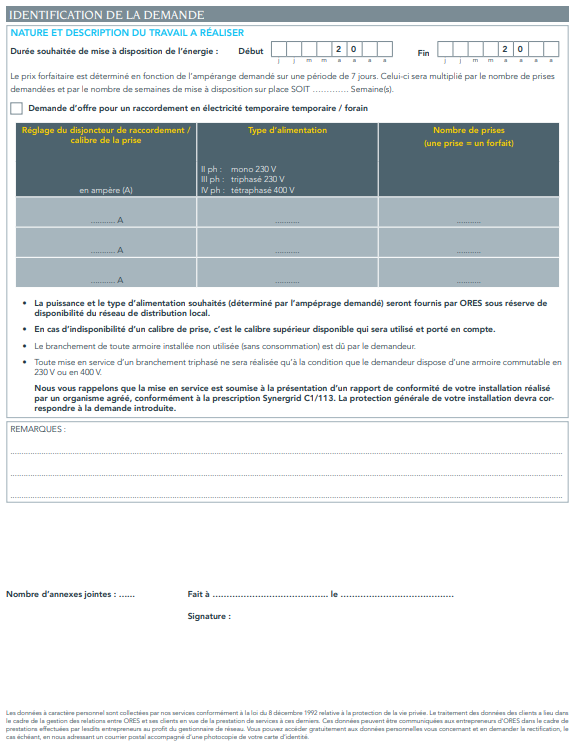 IDENTIFICATION DE LA DEMANDE
NATURE ET DESCRIPTION DU TRAVAIL A RÉALISER
Durée souhaitée de mise à disposition de l'énergie : Début 2 0 Fin 2 0
j j m m a a a a j j m m a a a a
Le prix forfaitaire est déterminé en fonction de l'ampérange demandé sur une période de 7 jours. Celui-ci sera multiplié par le nombre de prises
demandées et par le nombre de semaines de mise à disposition sur place SOIT ............. Semaine(s).
Demande d'offre pour un raccordement en électricité temporaire temporaire / forain
Réglage du disjoncteur de raccordement /
calibre de la prise
en ampère (A)
Type d'alimentation
II ph : mono 230 V
III ph : triphasé 230 V
IV ph : tétraphasé 400 V
Nombre de prises
(une prise = un forfait)
........... A ........... ...........
........... A ........... ...........
........... A ........... ...........
• La puissance et le type d'alimentation souhaités (déterminé par l'ampéprage demandé) seront fournis par ORES sous réserve de
disponibilité du réseau de distribution local.
• En cas d'indisponibilité d'un calibre de prise, c'est le calibre supérieur disponible qui sera utilisé et porté en compte.
• Le branchement de toute armoire installée non utilisée (sans consommation) est dû par le demandeur.
• Toute mise en service d'un branchement triphasé ne sera réalisée qu'à la condition que le demandeur dispose d'une armoire commutable en
230 V ou en 400 V.
Nous vous rappelons que la mise en service est soumise à la présentation d'un rapport de conformité de votre installation réalisé
par un organisme agréé, conformément à la prescription Synergrid C1/113. La protection générale de votre installation devra cor-
respondre à la demande introduite.
REMARQUES :
Nombre d'annexes jointes : ...... Fait à ......................................... le ........................................
Signature :
Les données à caractère personnel sont collectées par nos services conformément à la loi du 8 décembre 1992 relative à la protection de la vie privée. Le traitement des données des clients a lieu dans
le cadre de la gestion des relations entre ORES et ses clients en vue de la prestation de services à ces derniers. Ces données peuvent être communiquées aux entrepreneurs d'ORES dans le cadre de
prestations effectuées par lesdits entrepreneurs au profit du gestionnaire de réseau. Vous pouvez accéder gratuitement aux données personnelles vous concernant et en demander la rectification, le
cas échéant, en nous adressant un courrier postal accompagné d'une photocopie de votre carte d'identité.